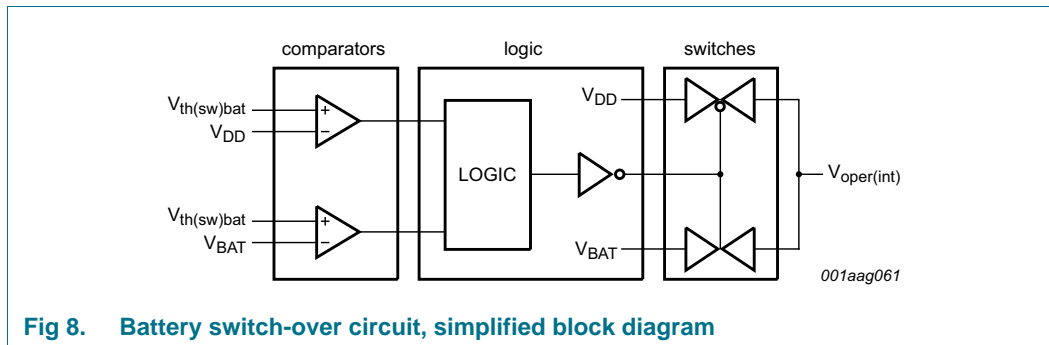 comparators
logic
switches
Vth(sw)bat
VDD
+
−
Vth(sw)bat
VBAT
+
−
LOGIC
VDD
VBAT
Voper(int)
001aag061
Fig 8. Battery switch-over circuit, simplified block diagram